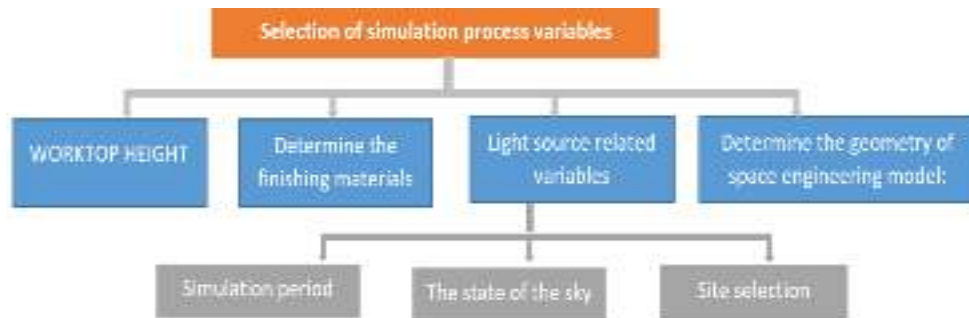 Selection of simulation process variables
WORKTOP HEIGHT
Determine the
finishing materials
Light source related
variables
Determine the geometry of
space engineering model:
Simulation period
The state of the sky
Site selection